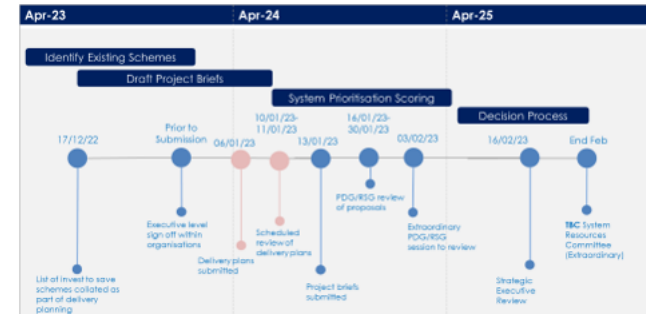 Apr-23
Apr-24
Apr-25
Identify Existing Schemes
Draft Project Briefs
System Prioritisation Scoring
Decision Process
17/12/22
Prior to
Submission
06/01/23
10/01/23-
11/01/23
13/01/23
16/01/23-
30/01/23
03/02/23
16/02/23
End Feb
List of invest to save
schemes collated as
part of delivery
planning
Executive level
sign off within
organisations
Delivery plans
submitted
Scheduled
review of
delivery plans
Project briefs
submitted
PDG/RSG review
of proposals
Extraordinary
PDG/RSG
session to review
Strategic
Executive
Review
TBC System
Resources
Committee
(Extraordinary)